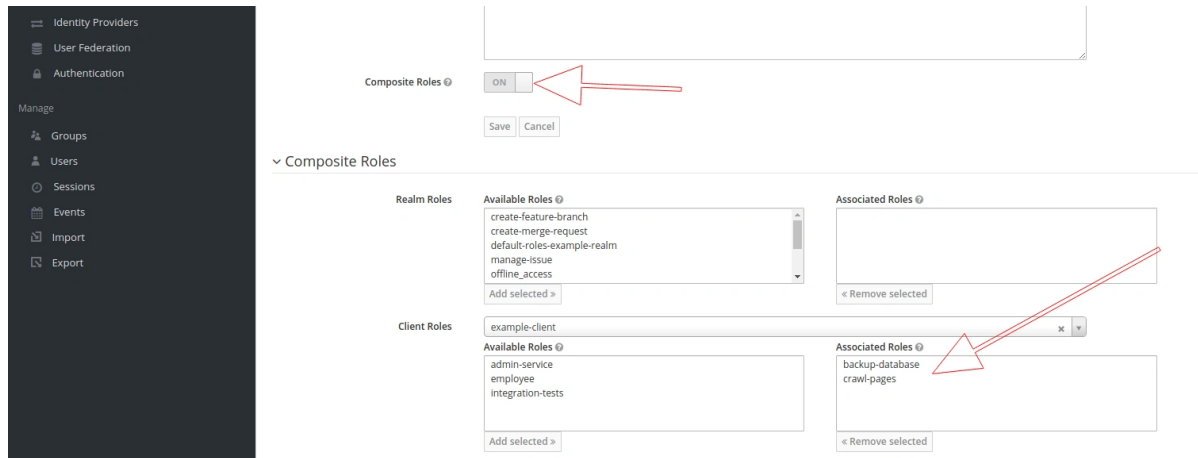 Identity Providers
User Federation
Authentication
Manage
Groups
Users
Sessions
Events
Import
Export
Composite Roles
ON
Save Cancel
Composite Roles
Realm Roles
Available Roles
create-feature-branch
create-merge-request
default-roles-example-realm
manage-issue
offline_access
Add selected »
Associated Roles
« Remove selected
Client Roles
example-client
Available Roles
admin-service
employee
integration-tests
Add selected »
Associated Roles
backup-database
crawl-pages
« Remove selected